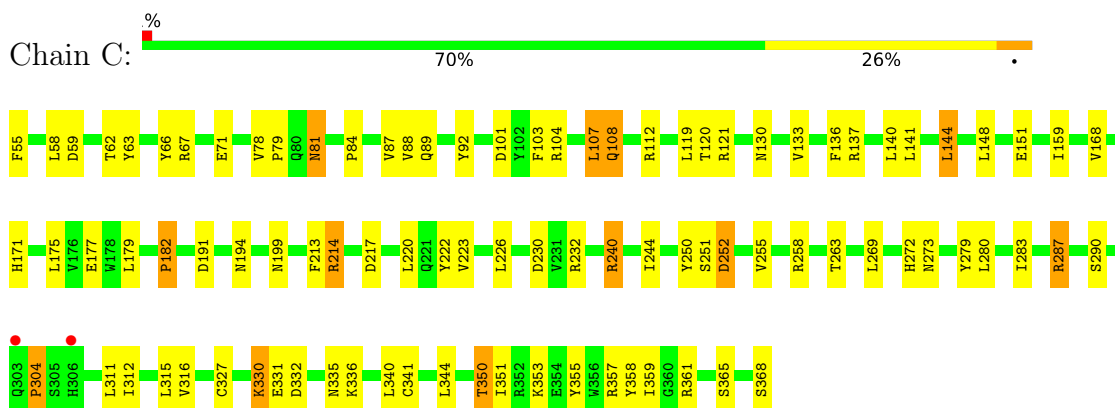 .%
Chain C:
70% 26% •
F55 L58 D59 T62 Y63 Y66 R67 E71 V78 P79 Q80 N81 P84 V87 V88 Q89 Y92 D101 Y102 F103 R104 L107 Q108 R112 L119 T120 R121 N130 V133 F136 R137 L140 L141 L144 L148 E151 I159 V168
H171 L175 V176 E177 W178 L179 P182 D191 N194 N199 F213 R214 D217 L220 Q221 Y222 V223 L226 D230 V231 R232 R240 I244 Y250 S251 D252 V255 R258 T263 L269 H272 N273 Y279 L280 I283 R287 S290
Q303 P304 S305 H306 L311 I312 L315 V316 C327 K330 E331 D332 N335 K336 L340 C341 L344 T350 I351 R352 K353 E354 Y355 W356 R357 Y358 I359 G360 R361 S365 S368